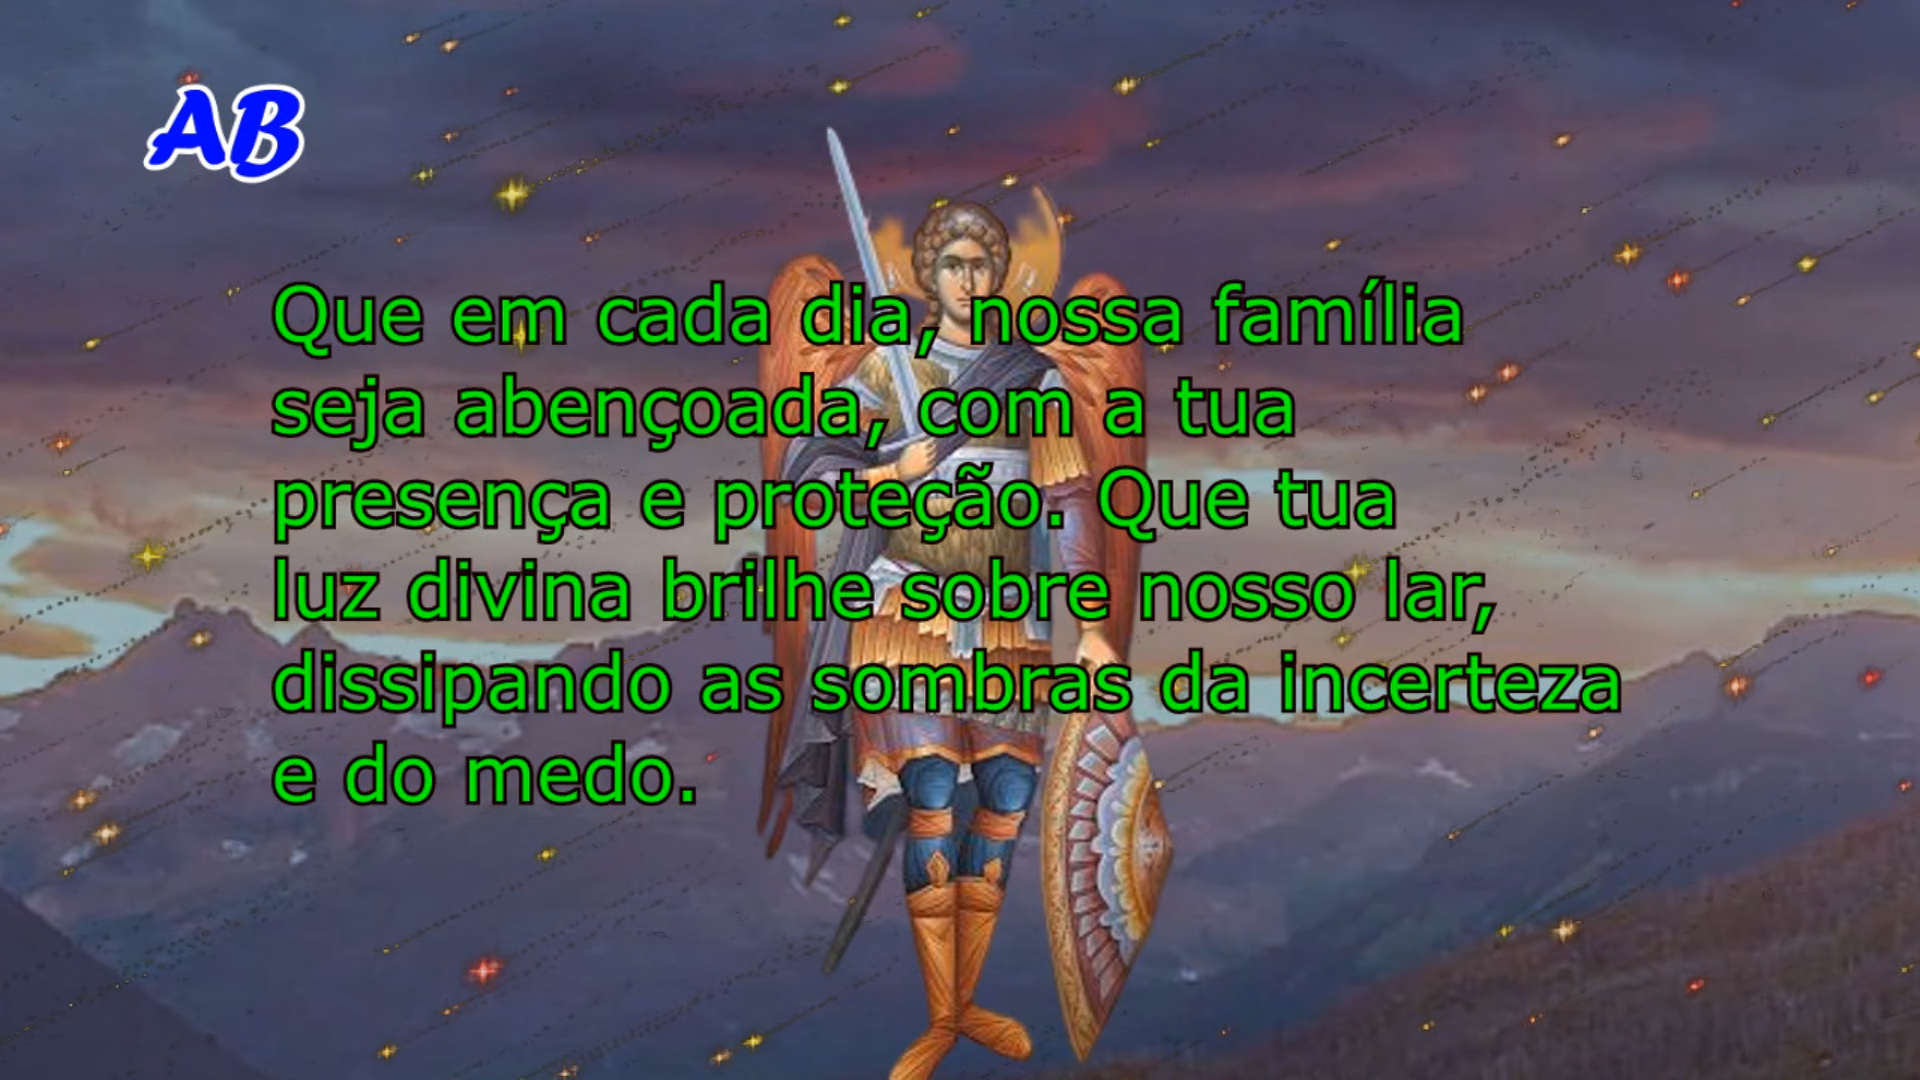 AB
Que em cada dia, nossa família
seja abençoada, com a tua
presença e proteção. Que tua
luz divina brilhe sobre nosso lar,
dissipando as sombras da incerteza
e do medo.